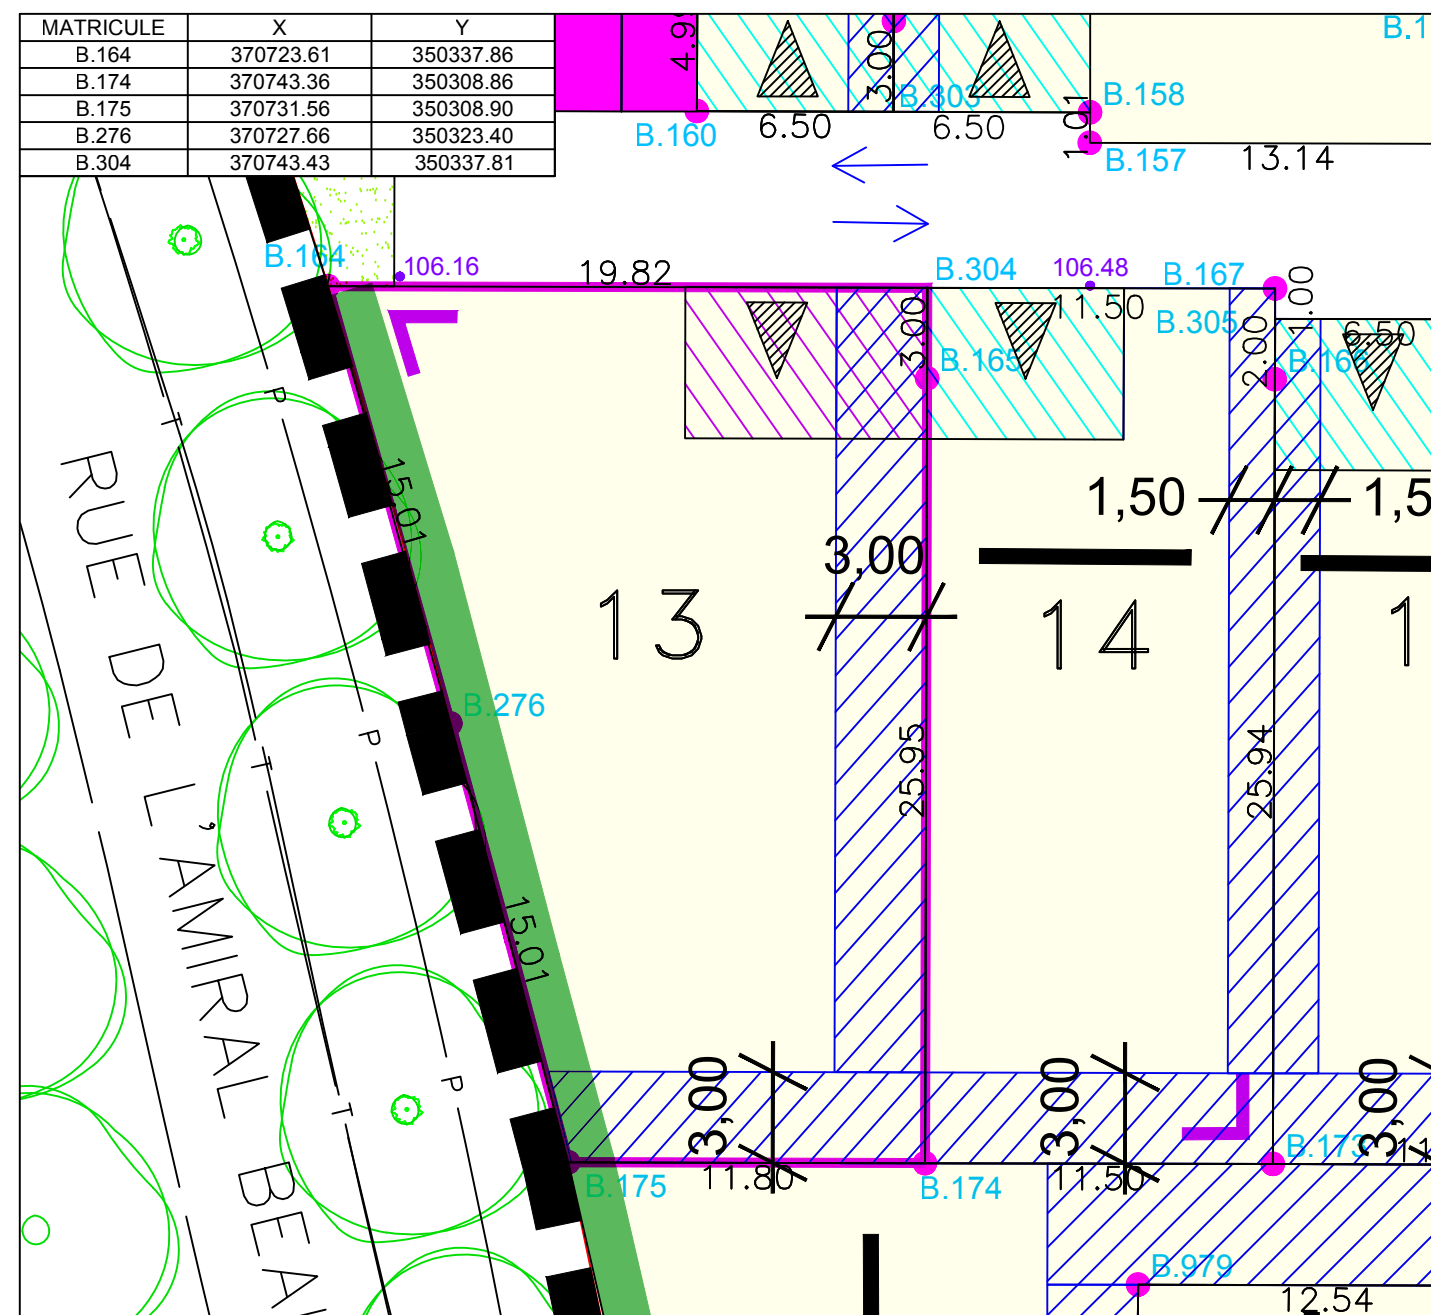 MATRICULE X Y
B.164 370723.61 350337.86
B.174 370743.36 350308.86
B.175 370731.56 350308.90
B.276 370727.66 350323.40
B.304 370743.43 350337.81
3.00
B.303
B.160
6.50
6.50
1.01
B.158
B.157
13.14
B.164
106.16
19.82
B.304
106.48
B.167
11.50
B.305
1.00
2.00
6.50
3.00
B.165
P
T
15.01
1,50
3,00
13
14
RUE DE L'AMIRAL
B.276
P
T
25.95
25.94
15.01
P
T
3,00
3,00
3,00
B.175
11.80
B.174
11.50
B.173
B.979
12.54